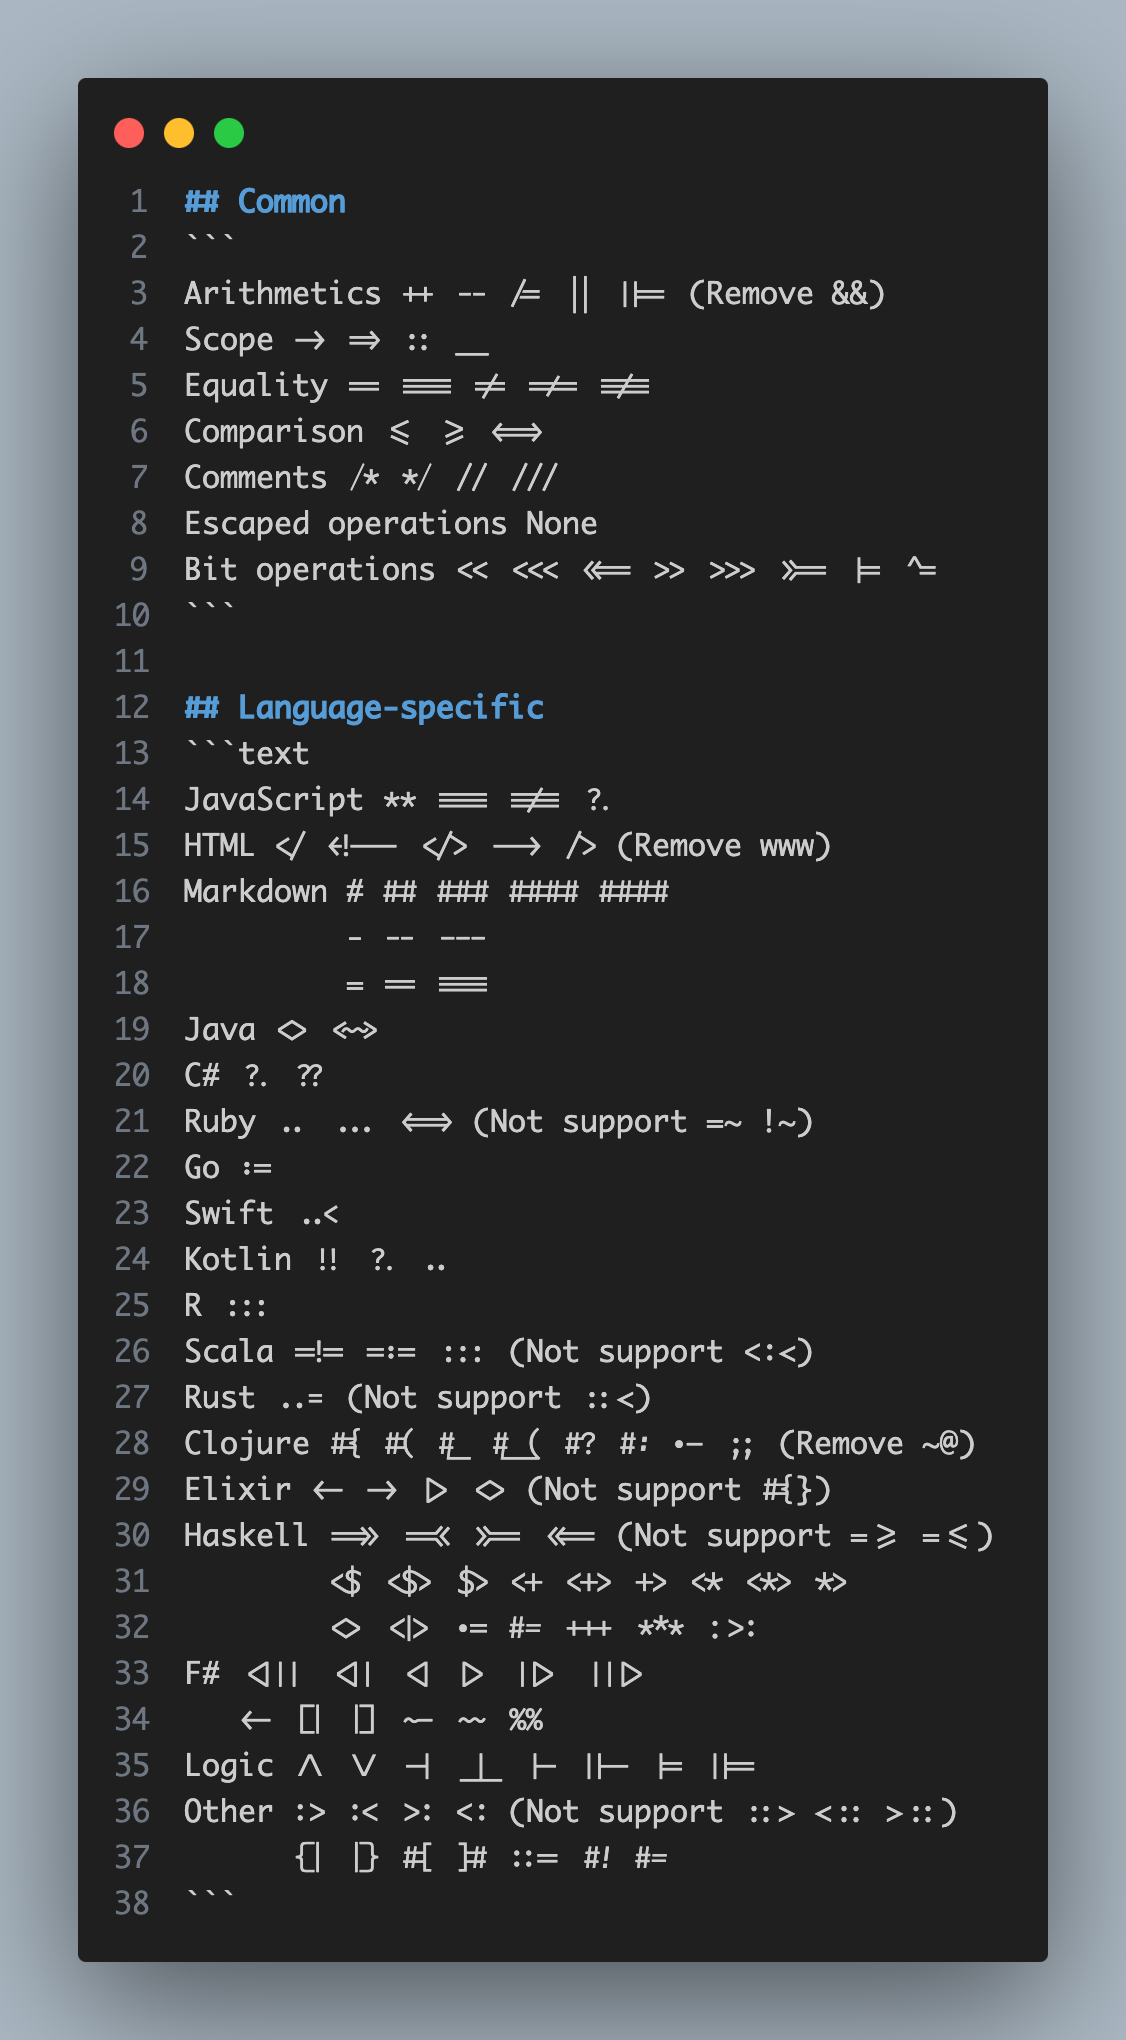 1 ## Common
2 ```
3 Arithmetics ++ -- /= || ||= (Remove &&)
4 Scope -> => :: __
5 Equality == === != =/= !==
6 Comparison <= >= <=>
7 Comments /* */ // ///
8 Escaped operations None
9 Bit operations << <<< <<= >> >>> >>= |= ^=
10 ```
11
12 ## Language-specific
13 ```text
14 JavaScript ** === !== ?.
15 HTML </ <!-- </> --> /> (Remove www)
16 Markdown # ## ### #### ####
17 - -- ---
18 = == ===
19 Java <> <~>
20 C# ?. ??
21 Ruby .. ... <=> (Not support =~ !~)
22 Go :=
23 Swift ..<
24 Kotlin !! ?. ..
25 R :::
26 Scala =!= =:= ::: (Not support <:<)
27 Rust ..= (Not support ::<)
28 Clojure #{ #( #_ #_( #? #: .- ;; (Remove ~@)
29 Elixir <- -> |> <> (Not support #{})
30 Haskell =>> =<< >>= <<= (Not support => =<)
31 <$ <$> $> <+ <+> +> <* <*> *>
32 <> <|> .= #= +++ *** :>:
33 F# <||| <|| <| |> ||> |||>
34 <- [| |] ~- ~~ %%
35 Logic /\ \/ -| _|_ |- ||- |= ||=
36 Other :> :< >: <: (Not support ::> <:: >::)
37 {| |} #[ ]# ::= #! #=
38 ```